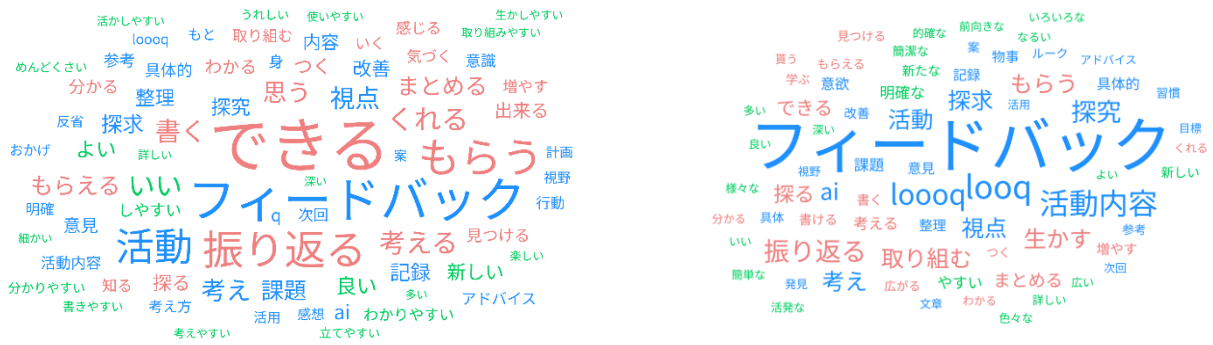 うれしい 使いやすい 生かしやすい
活かしやすい 感じる 取り組みやすい
loooq もと 取り組む 内容 いく
参考 具体的 わかる 身 つく 改善 気づく 意識
めんどくさい 分かる 整理 探究 思う 視点 まとめる 増やす
反省 探求 書く できる くれる 出来る
おかげ よい 詳しい もらう 案 計画
もらえる いい フィードバック 深い 視野
明確 しやすい q 次回 行動
細かい 意見 活動 振り返る 考える 見つける
活動内容 記録 新しい 楽しい
分かりやすい 知る 探る 考え 課題 良い 多い アドバイス
書きやすい 考え方 活用 感想 ai わかりやすい
考えやすい 立てやすい
いろいろな
見つける 的確な 前向きな なるい
貰う もらえる 簡潔な 案 物事 ルーク アドバイス
学ぶ 意欲 新たな 記録 もらう 具体的
多い できる 改善 明確な 探求 活用 探究 習慣
良い 深い 活動 フィードバック 目標 くれる
視野 課題 意見 よい 新しい
様々な 探る ai 書く loooq looq 活動内容
分かる 具体 書ける 考える 整理 視点 参考
いい 振り返る 取り組む つく 生かす 増やす
簡単な 発見 考え 広がる やすい まとめる 広い 次回
活発な 文章 わかる 詳しい
色々な